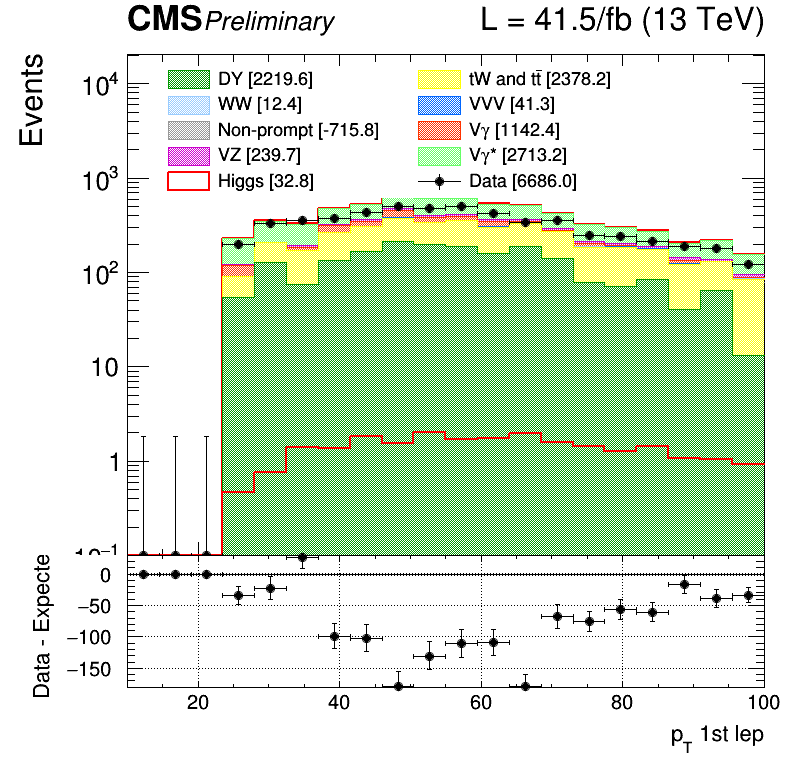 CMS Preliminary L = 41.5/fb (13 TeV)
Events
10⁴
10³
10²
10
1
10⁻¹
DY [2219.6]
tW and tt̄ [2378.2]
WW [12.4]
VVV [41.3]
Non-prompt [-715.8]
Vγ [1142.4]
VZ [239.7]
Vγ* [2713.2]
Higgs [32.8]
Data [6686.0]
Data - Expecte
0
−50
−100
−150
20 40 60 80 100
p_T 1st lep